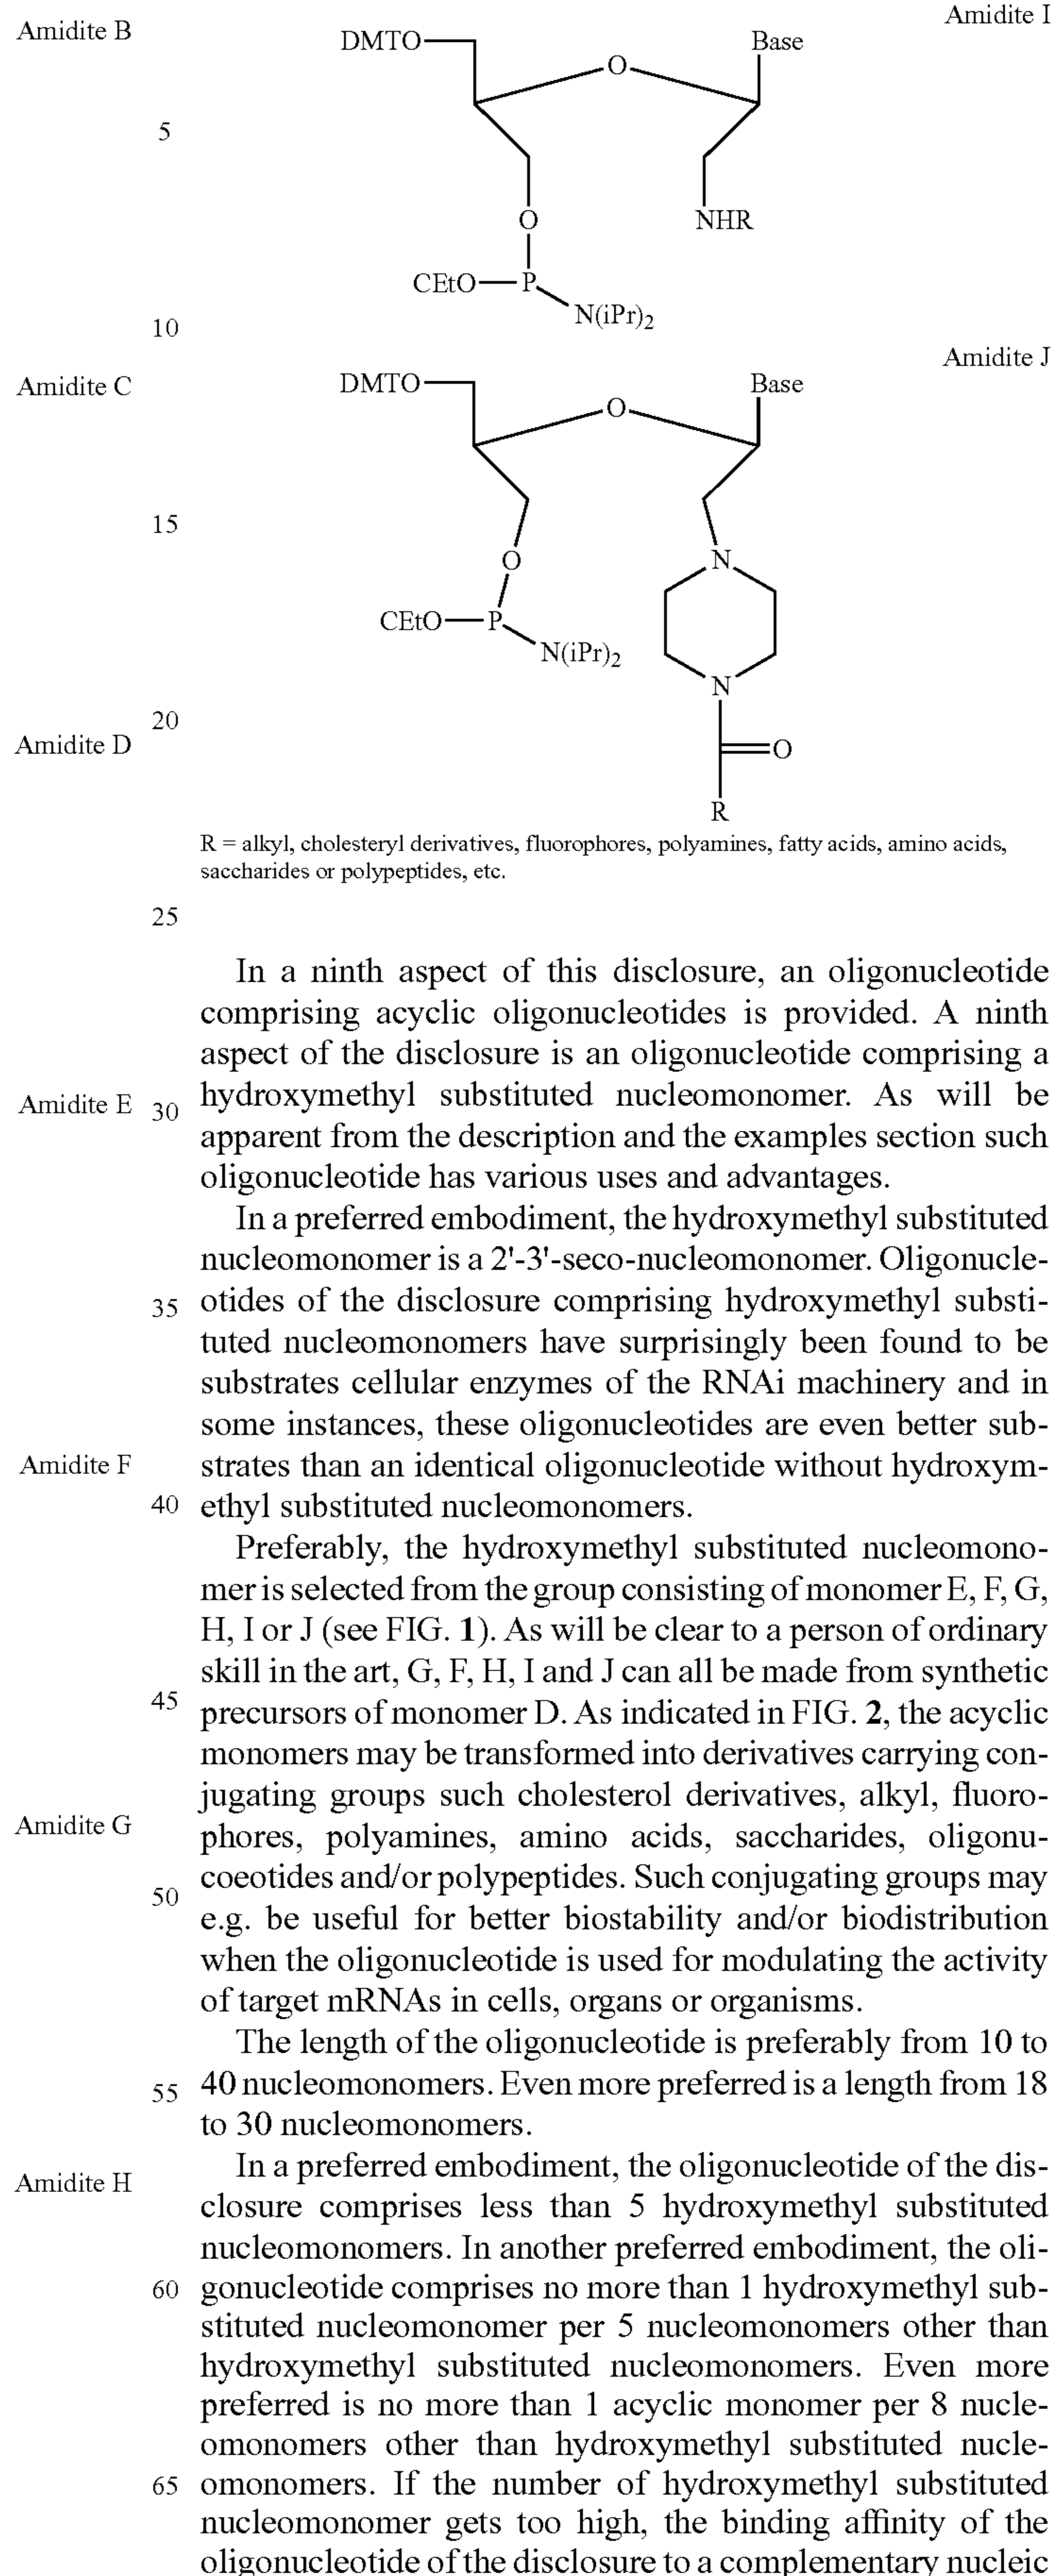 Amidite B
Amidite I
DMTO
O
Base
5
O
NHR
CEtO
P
N(iPr)2
10
Amidite J
Amidite C
DMTO
O
Base
15
O
N
CEtO
P
N(iPr)2
N
20
Amidite D
O
R
R = alkyl, cholesteryl derivatives, fluorophores, polyamines, fatty acids, amino acids,
saccharides or polypeptides, etc.
25
In a ninth aspect of this disclosure, an oligonucleotide
comprising acyclic oligonucleotides is provided. A ninth
aspect of the disclosure is an oligonucleotide comprising a
Amidite E 30 hydroxymethyl substituted nucleomonomer. As will be
apparent from the description and the examples section such
oligonucleotide has various uses and advantages.
In a preferred embodiment, the hydroxymethyl substituted
nucleomonomer is a 2'-3'-seco-nucleomonomer. Oligonucle-
35 otides of the disclosure comprising hydroxymethyl substi-
tuted nucleomonomers have surprisingly been found to be
substrates cellular enzymes of the RNAi machinery and in
some instances, these oligonucleotides are even better sub-
Amidite F strates than an identical oligonucleotide without hydroxym-
40 ethyl substituted nucleomonomers.
Preferably, the hydroxymethyl substituted nucleomono-
mer is selected from the group consisting of monomer E, F, G,
H, I or J (see FIG. 1). As will be clear to a person of ordinary
skill in the art, G, F, H, I and J can all be made from synthetic
45 precursors of monomer D. As indicated in FIG. 2, the acyclic
monomers may be transformed into derivatives carrying con-
jugating groups such cholesterol derivatives, alkyl, fluoro-
Amidite G phores, polyamines, amino acids, saccharides, oligonu-
50 coeotides and/or polypeptides. Such conjugating groups may
e.g. be useful for better biostability and/or biodistribution
when the oligonucleotide is used for modulating the activity
of target mRNAs in cells, organs or organisms.
The length of the oligonucleotide is preferably from 10 to
55 40 nucleomonomers. Even more preferred is a length from 18
to 30 nucleomonomers.
Amidite H In a preferred embodiment, the oligonucleotide of the dis-
closure comprises less than 5 hydroxymethyl substituted
nucleomonomers. In another preferred embodiment, the oli-
60 gonucleotide comprises no more than 1 hydroxymethyl sub-
stituted nucleomonomer per 5 nucleomonomers other than
hydroxymethyl substituted nucleomonomers. Even more
preferred is no more than 1 acyclic monomer per 8 nucle-
omonomers other than hydroxymethyl substituted nucle-
65 omonomers. If the number of hydroxymethyl substituted
nucleomonomer gets too high, the binding affinity of the
oligonucleotide of the disclosure to a complementary nucleic